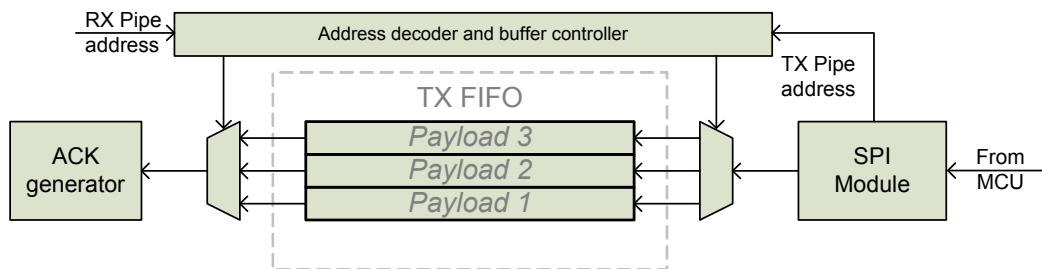 RX Pipe
address
Address decoder and buffer controller
TX Pipe
address
TX FIFO
Payload 3
Payload 2
Payload 1
ACK
generator
SPI
Module
From
MCU